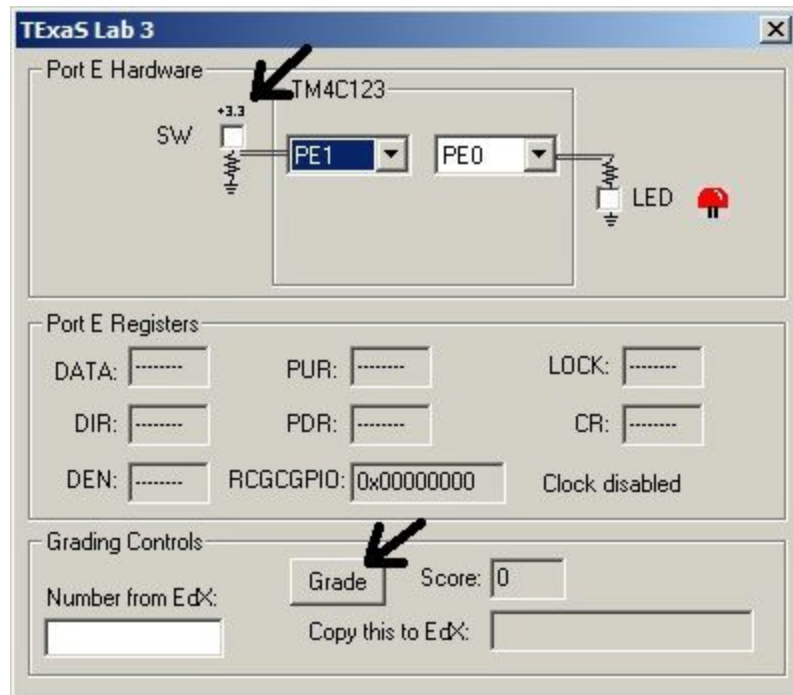 TExaS Lab 3
Port E Hardware
TM4C123
+3.3
SW
PE1
PE0
LED
Port E Registers
DATA: --------
PUR: --------
LOCK: --------
DIR: --------
PDR: --------
CR: --------
DEN: --------
RCGCGPIO: 0x00000000
Clock disabled
Grading Controls
Number from EdX:
Grade
Score: 0
Copy this to EdX: